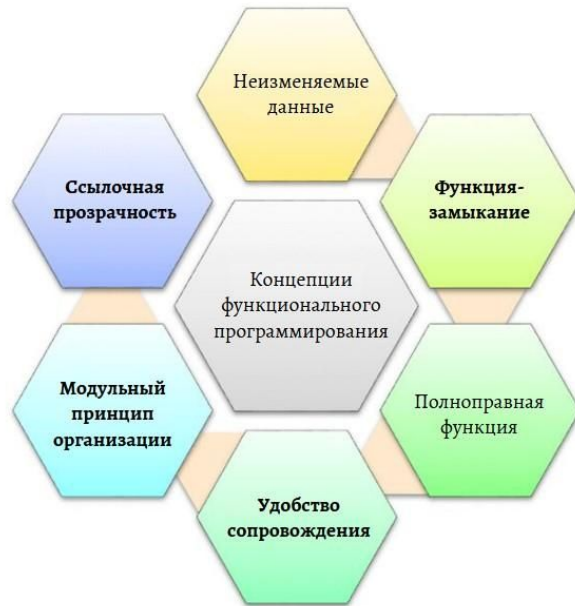 Неизменяемые
данные
Ссылочная
прозрачность
Функция-
замыкание
Концепции
функционального
программирования
Модульный
принцип
организации
Полноправная
функция
Удобство
сопровождения